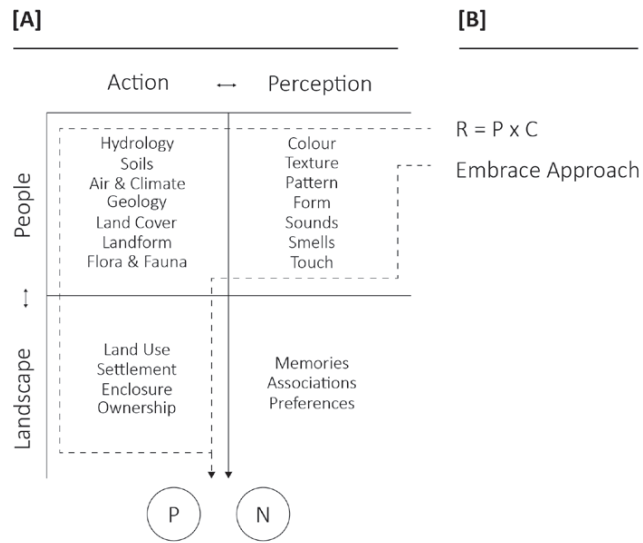 [A]
[B]
Action ↔ Perception
People ↔ Landscape
Hydrology
Soils
Air & Climate
Geology
Land Cover
Landform
Flora & Fauna
Colour
Texture
Pattern
Form
Sounds
Smells
Touch
R = P x C
Embrace Approach
Land Use
Settlement
Enclosure
Ownership
Memories
Associations
Preferences
P
N